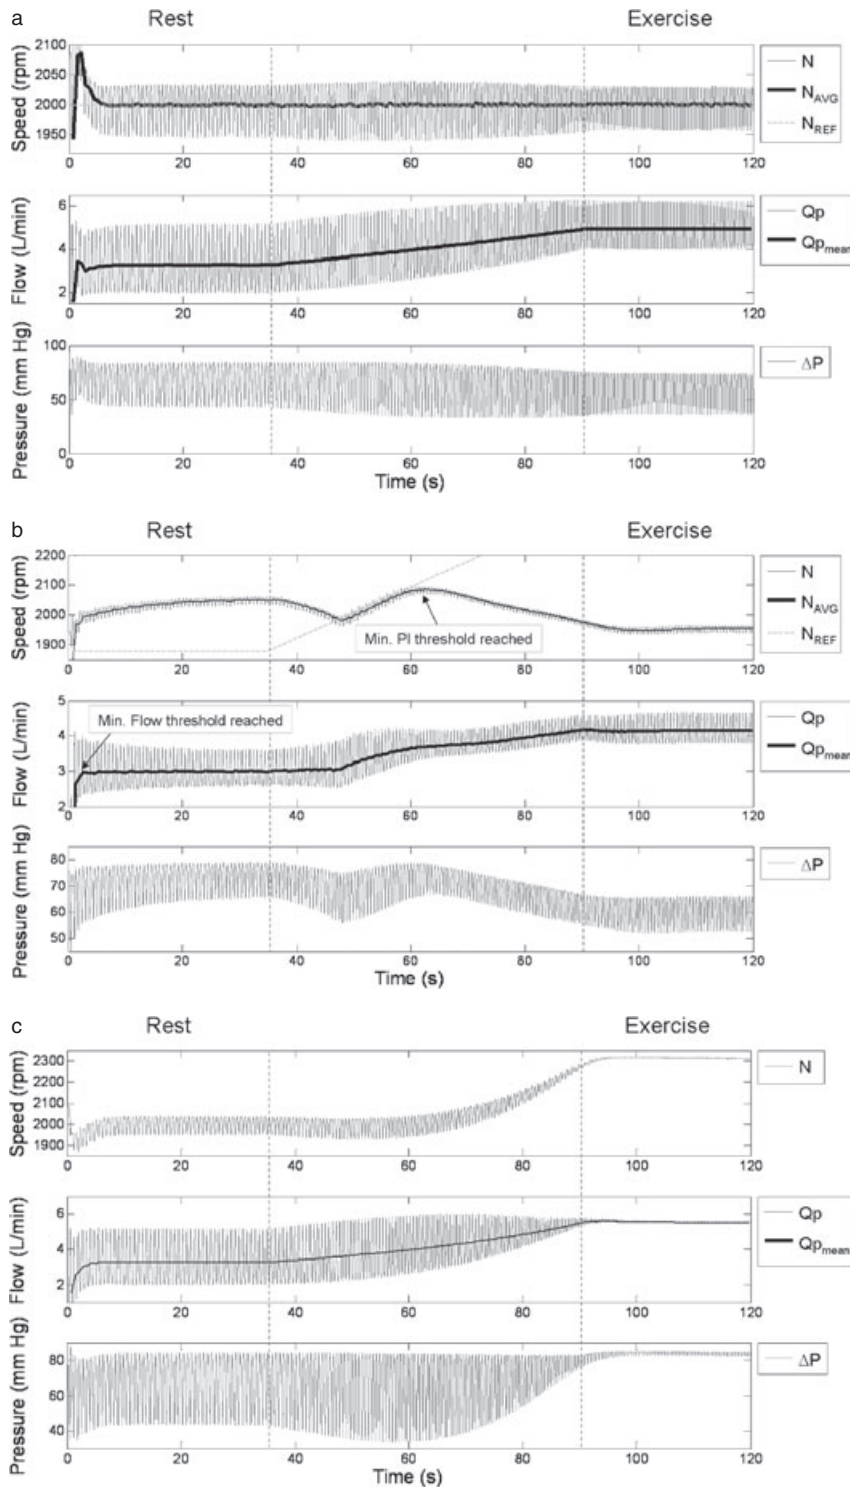 a
Rest Exercise
Speed (rpm)
2100
2050
2000
1950
0 20 40 60 80 100 120
N
N_AVG
N_REF
Flow (L/min)
6
4
2
0 20 40 60 80 100 120
Qp
Qp_mean
Pressure (mm Hg)
100
50
0
0 20 40 60 80 100 120
ΔP
Time (s)
b
Rest Exercise
Speed (rpm)
2200
2100
2000
1900
0 20 40 60 80 100 120
Min. PI threshold reached
N
N_AVG
N_REF
Flow (L/min)
5
4
3
2
0 20 40 60 80 100 120
Min. Flow threshold reached
Qp
Qp_mean
Pressure (mm Hg)
80
70
60
50
0 20 40 60 80 100 120
ΔP
Time (s)
c
Rest Exercise
Speed (rpm)
2300
2200
2100
2000
1900
0 20 40 60 80 100 120
N
Flow (L/min)
6
4
2
0 20 40 60 80 100 120
Qp
Qp_mean
Pressure (mm Hg)
80
60
40
0 20 40 60 80 100 120
ΔP
Time (s)